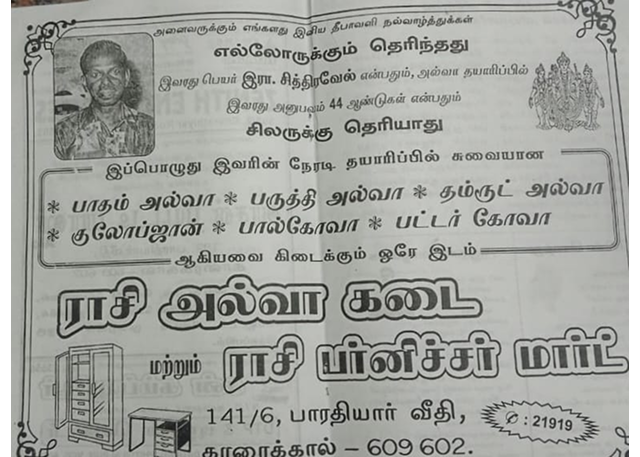 அனைவருக்கும் எங்களது இனிய தீபாவளி நல்வாழ்த்துக்கள்
எல்லோருக்கும் தெரிந்தது
இவரது பெயர் இரா. சித்திரவேல் என்பதும், அல்வா தயாரிப்பில்
இவரது அனுபவம் 44 ஆண்டுகள் என்பதும்
சிலருக்கு தெரியாது
இப்பொழுது இவரின் நேரடி தயாரிப்பில் சுவையான
* பாதம் அல்வா * பருத்தி அல்வா * தம்ருட் அல்வா
* குலோப்ஜான் * பால்கோவா * பட்டர் கோவா
ஆகியவை கிடைக்கும் ஒரே இடம்
ராசி அல்வா கடை
மற்றும் ராசி பர்னிச்சர் மார்ட்
141/6, பாரதியார் வீதி,
✆ : 21919
காரைக்கால் – 609 602.